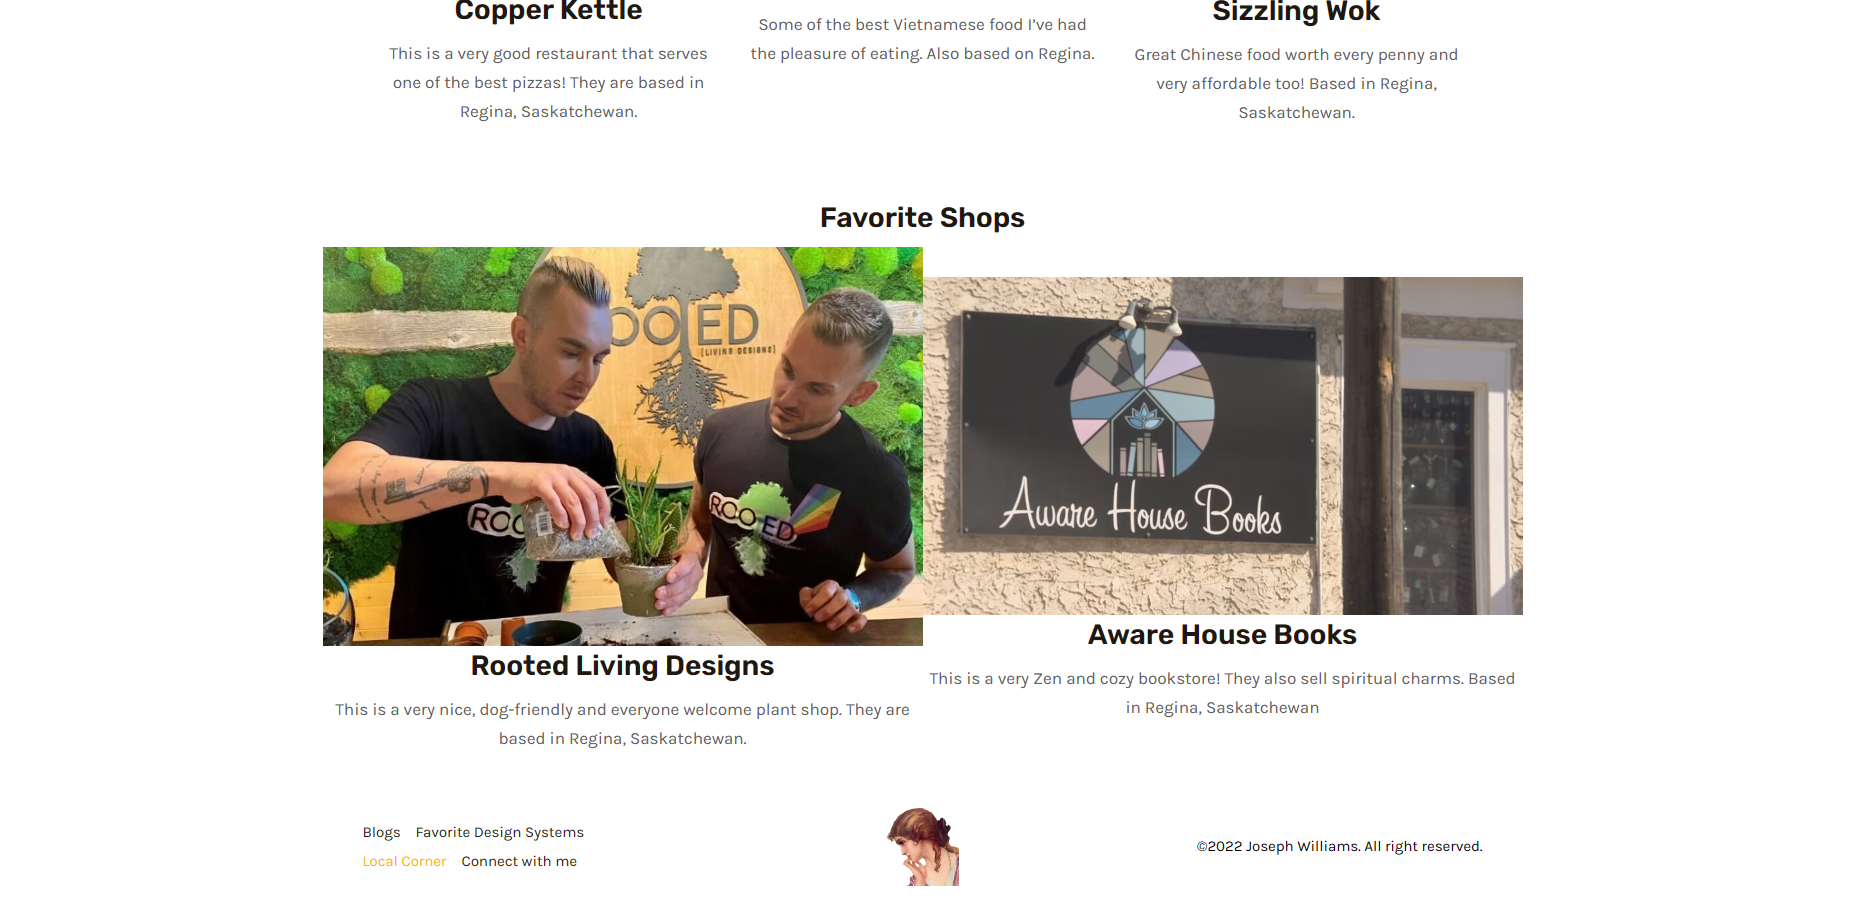 Copper Kettle
This is a very good restaurant that serves
one of the best pizzas! They are based in
Regina, Saskatchewan.
Some of the best Vietnamese food I’ve had
the pleasure of eating. Also based on Regina.
Sizzling Wok
Great Chinese food worth every penny and
very affordable too! Based in Regina,
Saskatchewan.
Favorite Shops
OOTED
[LIVING DESIGNS]
ROO
ROOTED
Rooted Living Designs
This is a very nice, dog-friendly and everyone welcome plant shop. They are
based in Regina, Saskatchewan.
Aware House Books
Aware House Books
This is a very Zen and cozy bookstore! They also sell spiritual charms. Based
in Regina, Saskatchewan
Blogs Favorite Design Systems
Local Corner Connect with me
©2022 Joseph Williams. All right reserved.